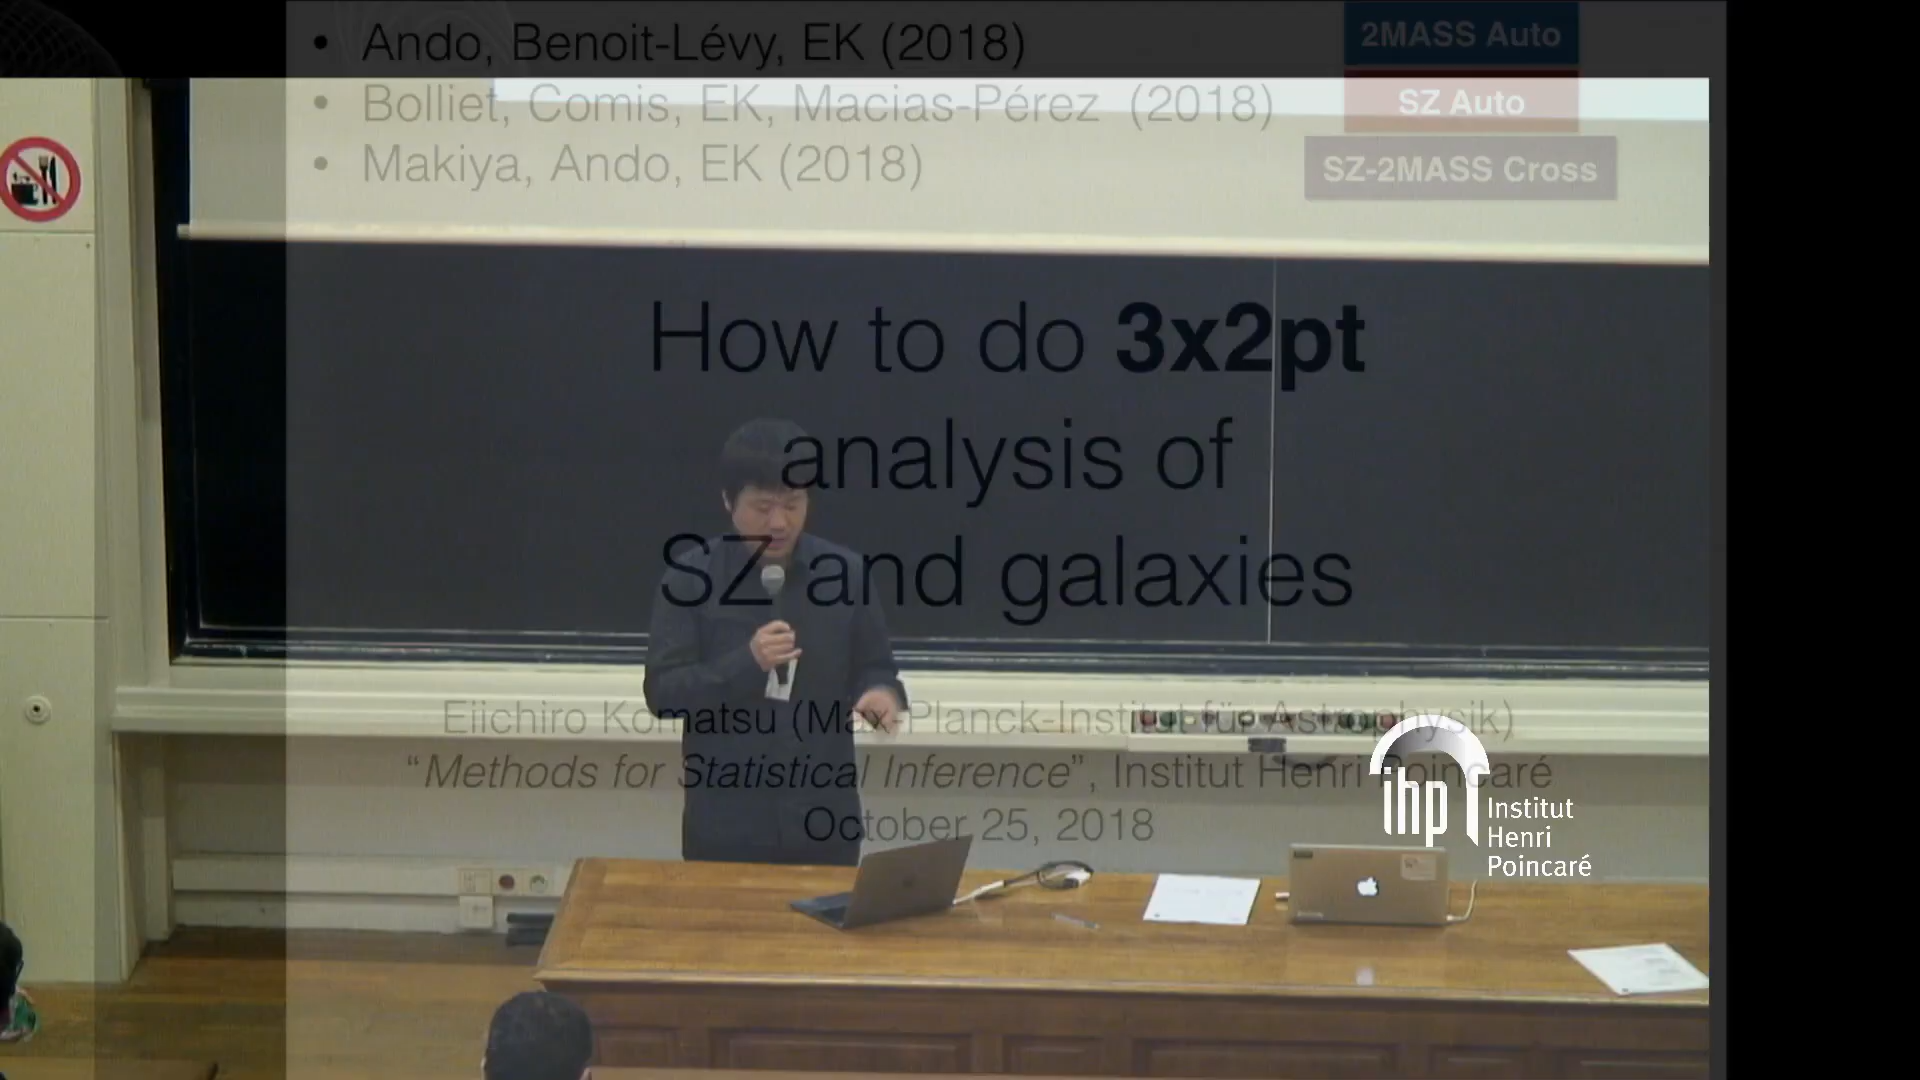 • Ando, Benoit-Lévy, EK (2018)
2MASS Auto
• Bolliet, Comis, EK, Macias-Pérez (2018)
SZ Auto
• Makiya, Ando, EK (2018)
SZ-2MASS Cross
How to do 3x2pt
analysis of
SZ and galaxies
Eiichiro Komatsu (Max-Planck-Institut für Astrophysik)
“Methods for Statistical Inference”, Institut Henri Poincaré
October 25, 2018
ihp
Institut
Henri
Poincaré